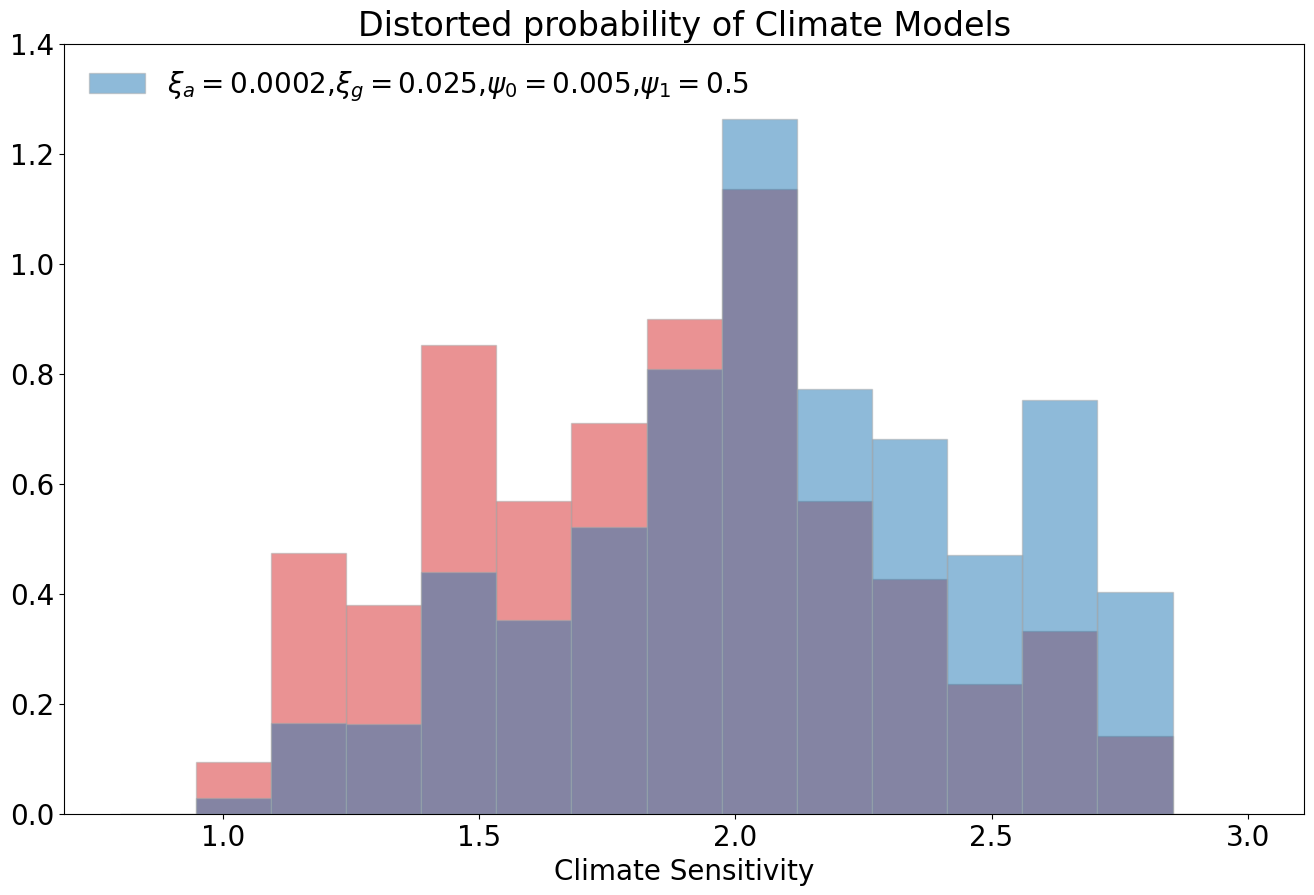 Distorted probability of Climate Models
ξₐ = 0.0002,ξ_g = 0.025,ψ₀ = 0.005,ψ₁ = 0.5
1.4
1.2
1.0
0.8
0.6
0.4
0.2
0.0
1.0 1.5 2.0 2.5 3.0
Climate Sensitivity